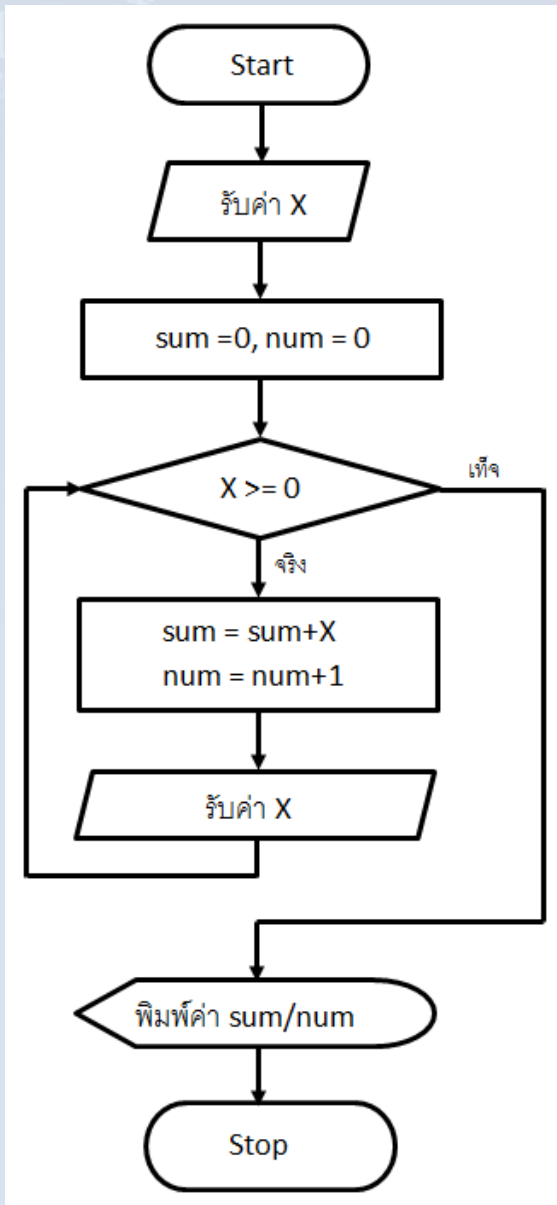 Start
รับค่า X
sum =0, num = 0
X >= 0
เท็จ
จริง
sum = sum+X
num = num+1
รับค่า X
พิมพ์ค่า sum/num
Stop